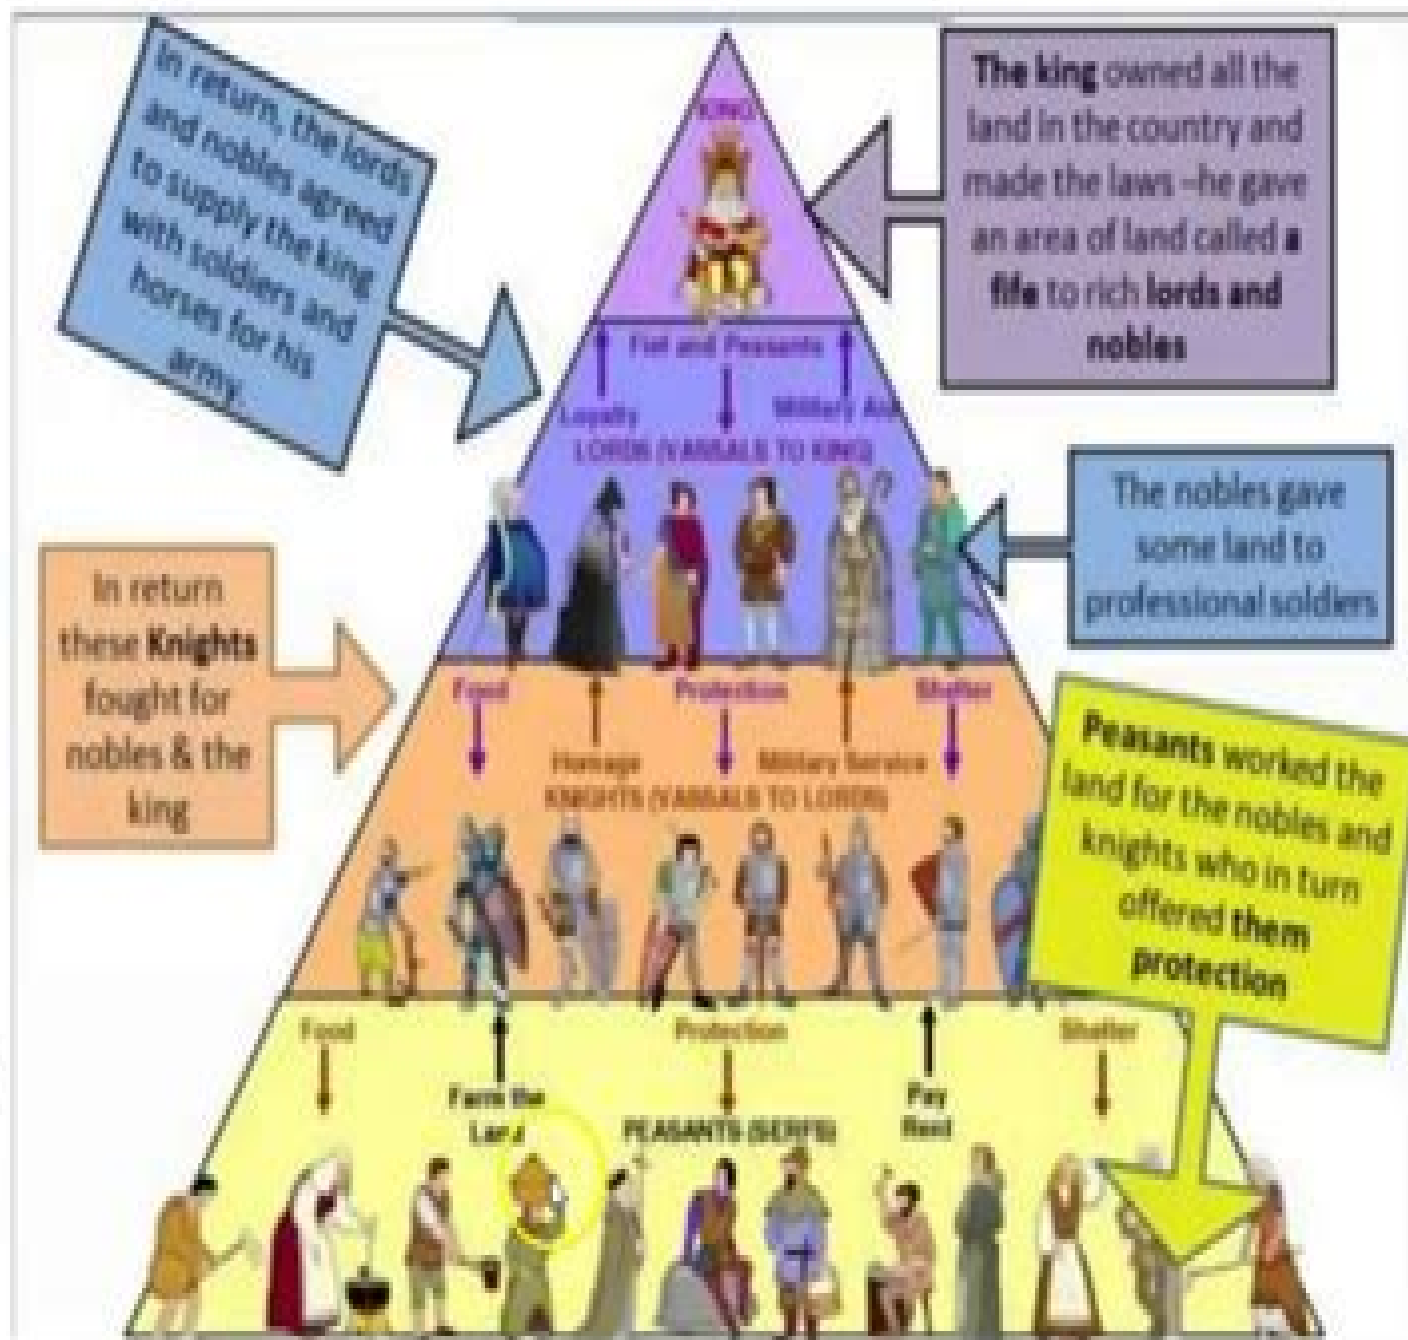 In return, the lords
and nobles agreed
to supply the king
with soldiers and
horses for his
army.
The king owned all the
land in the country and
made the laws –he gave
an area of land called a
fife to rich lords and
nobles
KING
Fief and Peasants
Loyalty
Military Aid
LORDS (VASSALS TO KING)
The nobles gave
some land to
professional soldiers
In return
these Knights
fought for
nobles & the
king
Food
Protection
Shelter
Homage
Military Service
KNIGHTS (VASSALS TO LORDS)
Peasants worked the
land for the nobles and
knights who in turn
offered them
protection
Food
Protection
Shelter
Farm the
Land
Pay
Rent
PEASANTS (SERFS)